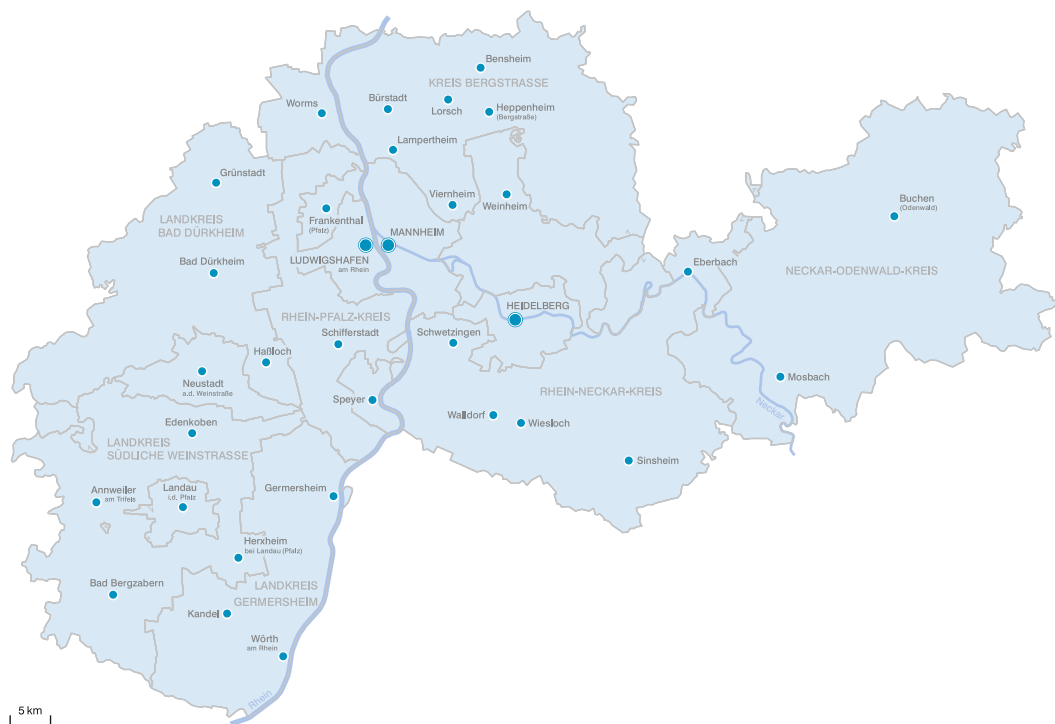 Bensheim
KREIS BERGSTRASSE
Worms
Bürstadt
Lorsch
Heppenheim
(Bergstraße)
Lampertheim
Grünstadt
Viernheim
Weinheim
Buchen
(Odenwald)
LANDKREIS
BAD DÜRKHEIM
Frankenthal
(Pfalz)
MANNHEIM
LUDWIGSHAFEN
am Rhein
Bad Dürkheim
Eberbach
NECKAR-ODENWALD-KREIS
HEIDELBERG
RHEIN-PFALZ-KREIS
Schifferstadt
Schwetzingen
Haßloch
Neustadt
a.d. Weinstraße
Mosbach
RHEIN-NECKAR-KREIS
Speyer
Neckar
Walldorf
Wiesloch
Edenkoben
LANDKREIS
SÜDLICHE WEINSTRASSE
Sinsheim
Annweiler
am Trifels
Landau
i.d. Pfalz
Germersheim
Herxheim
bei Landau (Pfalz)
Bad Bergzabern
LANDKREIS
GERMERSHEIM
Kandel
Wörth
am Rhein
Rhein
5 km